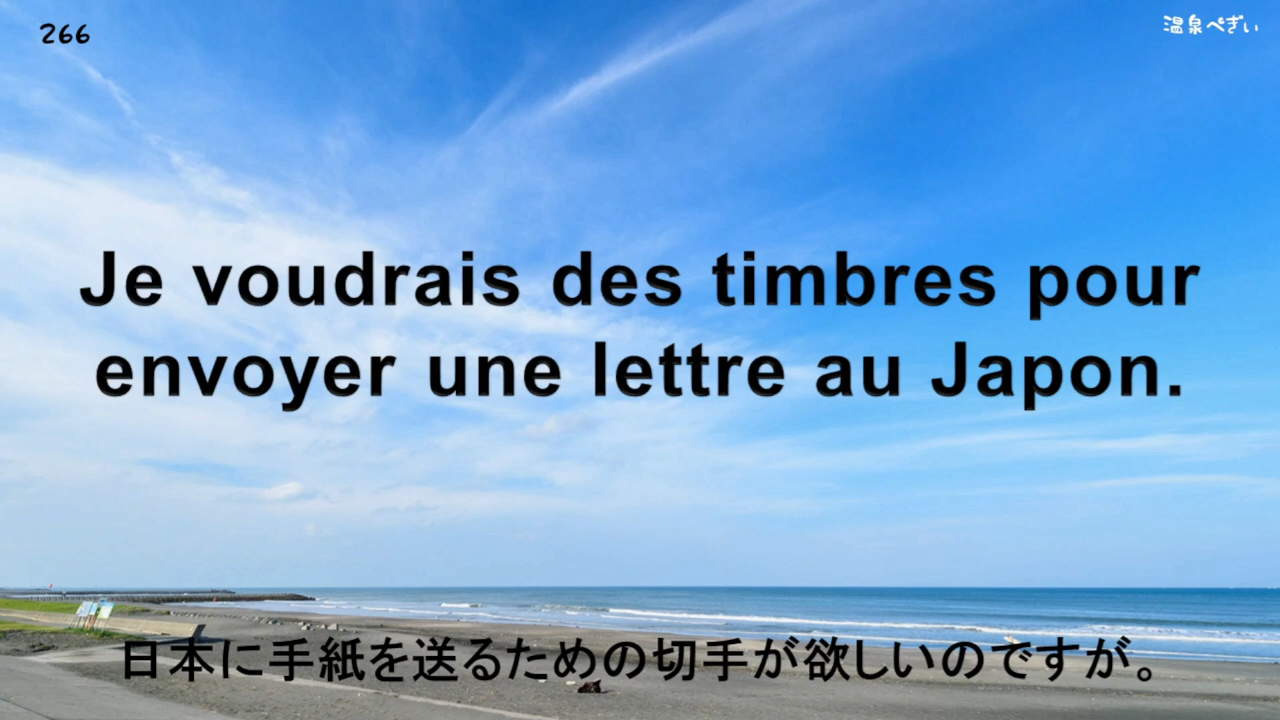 266
温泉ぺぎぃ
Je voudrais des timbres pour
envoyer une lettre au Japon.
日本に手紙を送るための切手が欲しいのですが。